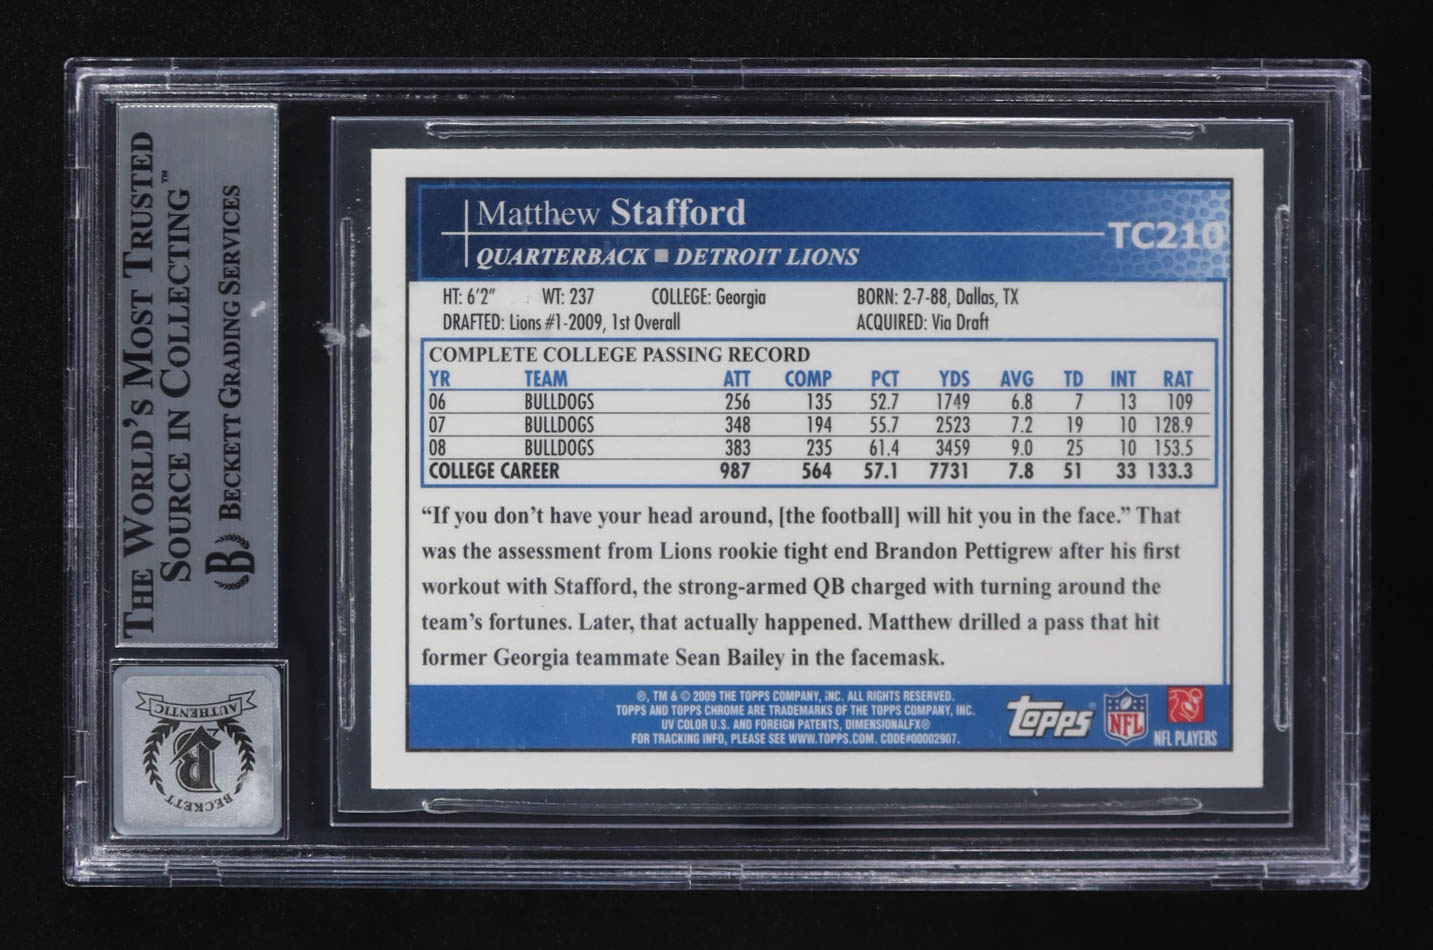 THE WORLD'S MOST TRUSTED
SOURCE IN COLLECTING™
B BECKETT GRADING SERVICES
AUTHENTIC
B
BECKETT
Matthew Stafford
QUARTERBACK ■ DETROIT LIONS
TC210
HT: 6'2" WT: 237 COLLEGE: Georgia BORN: 2-7-88, Dallas, TX
DRAFTED: Lions #1-2009, 1st Overall ACQUIRED: Via Draft
COMPLETE COLLEGE PASSING RECORD
YR TEAM ATT COMP PCT YDS AVG TD INT RAT
06 BULLDOGS 256 135 52.7 1749 6.8 7 13 109
07 BULLDOGS 348 194 55.7 2523 7.2 19 10 128.9
08 BULLDOGS 383 235 61.4 3459 9.0 25 10 153.5
COLLEGE CAREER 987 564 57.1 7731 7.8 51 33 133.3
“If you don’t have your head around, [the football] will hit you in the face.” That
was the assessment from Lions rookie tight end Brandon Pettigrew after his first
workout with Stafford, the strong-armed QB charged with turning around the
team’s fortunes. Later, that actually happened. Matthew drilled a pass that hit
former Georgia teammate Sean Bailey in the facemask.
®, TM & © 2009 THE TOPPS COMPANY, INC. ALL RIGHTS RESERVED.
TOPPS AND TOPPS CHROME ARE TRADEMARKS OF THE TOPPS COMPANY, INC.
UV COLOR U.S. AND FOREIGN PATENTS, DIMENSIONALFX®
FOR TRACKING INFO, PLEASE SEE WWW.TOPPS.COM. CODE#00002907.
topps®
NFL
NFL PLAYERS